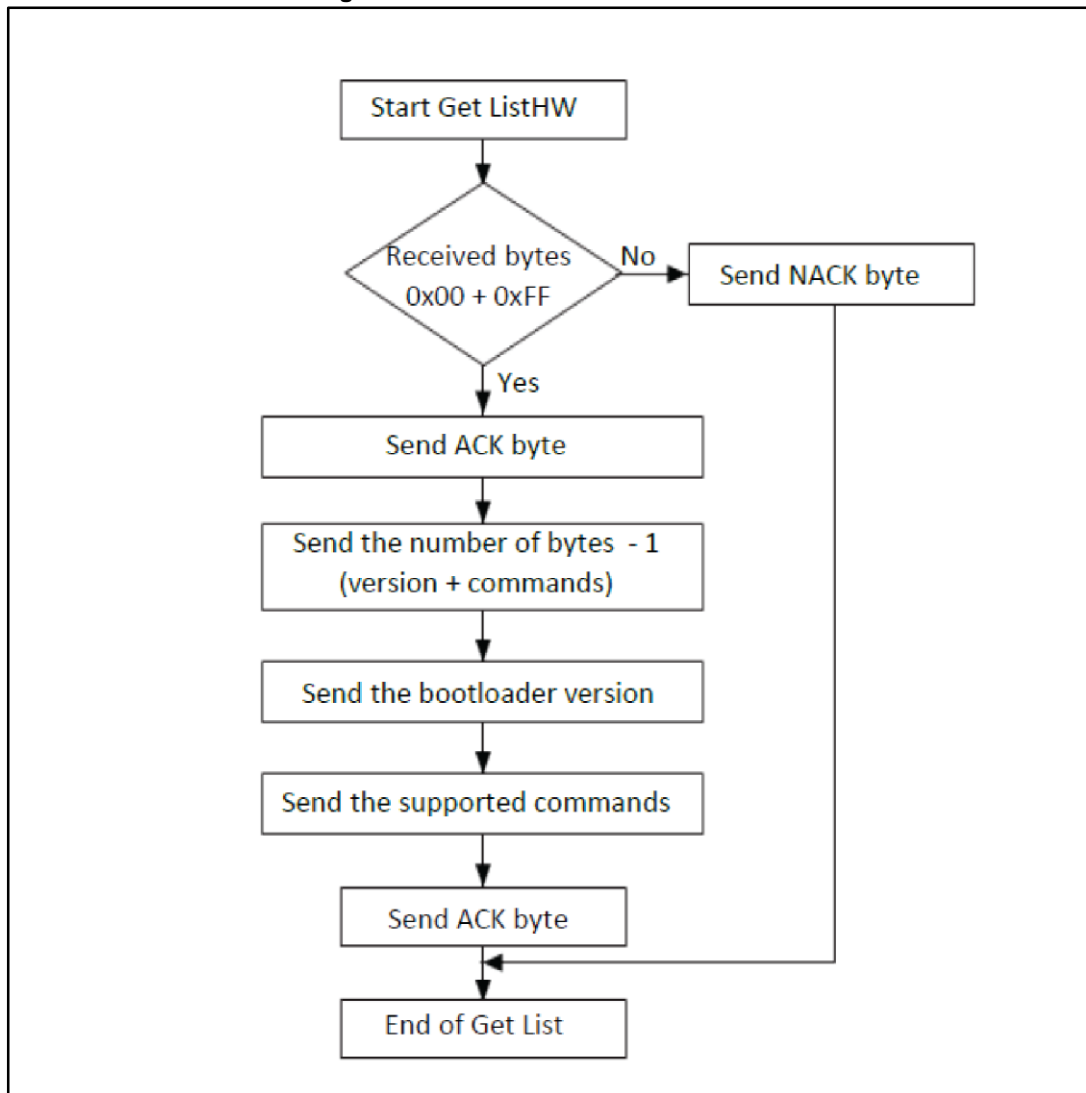 Start Get ListHW
Received bytes
0x00 + 0xFF
No
Send NACK byte
Yes
Send ACK byte
Send the number of bytes - 1
(version + commands)
Send the bootloader version
Send the supported commands
Send ACK byte
End of Get List